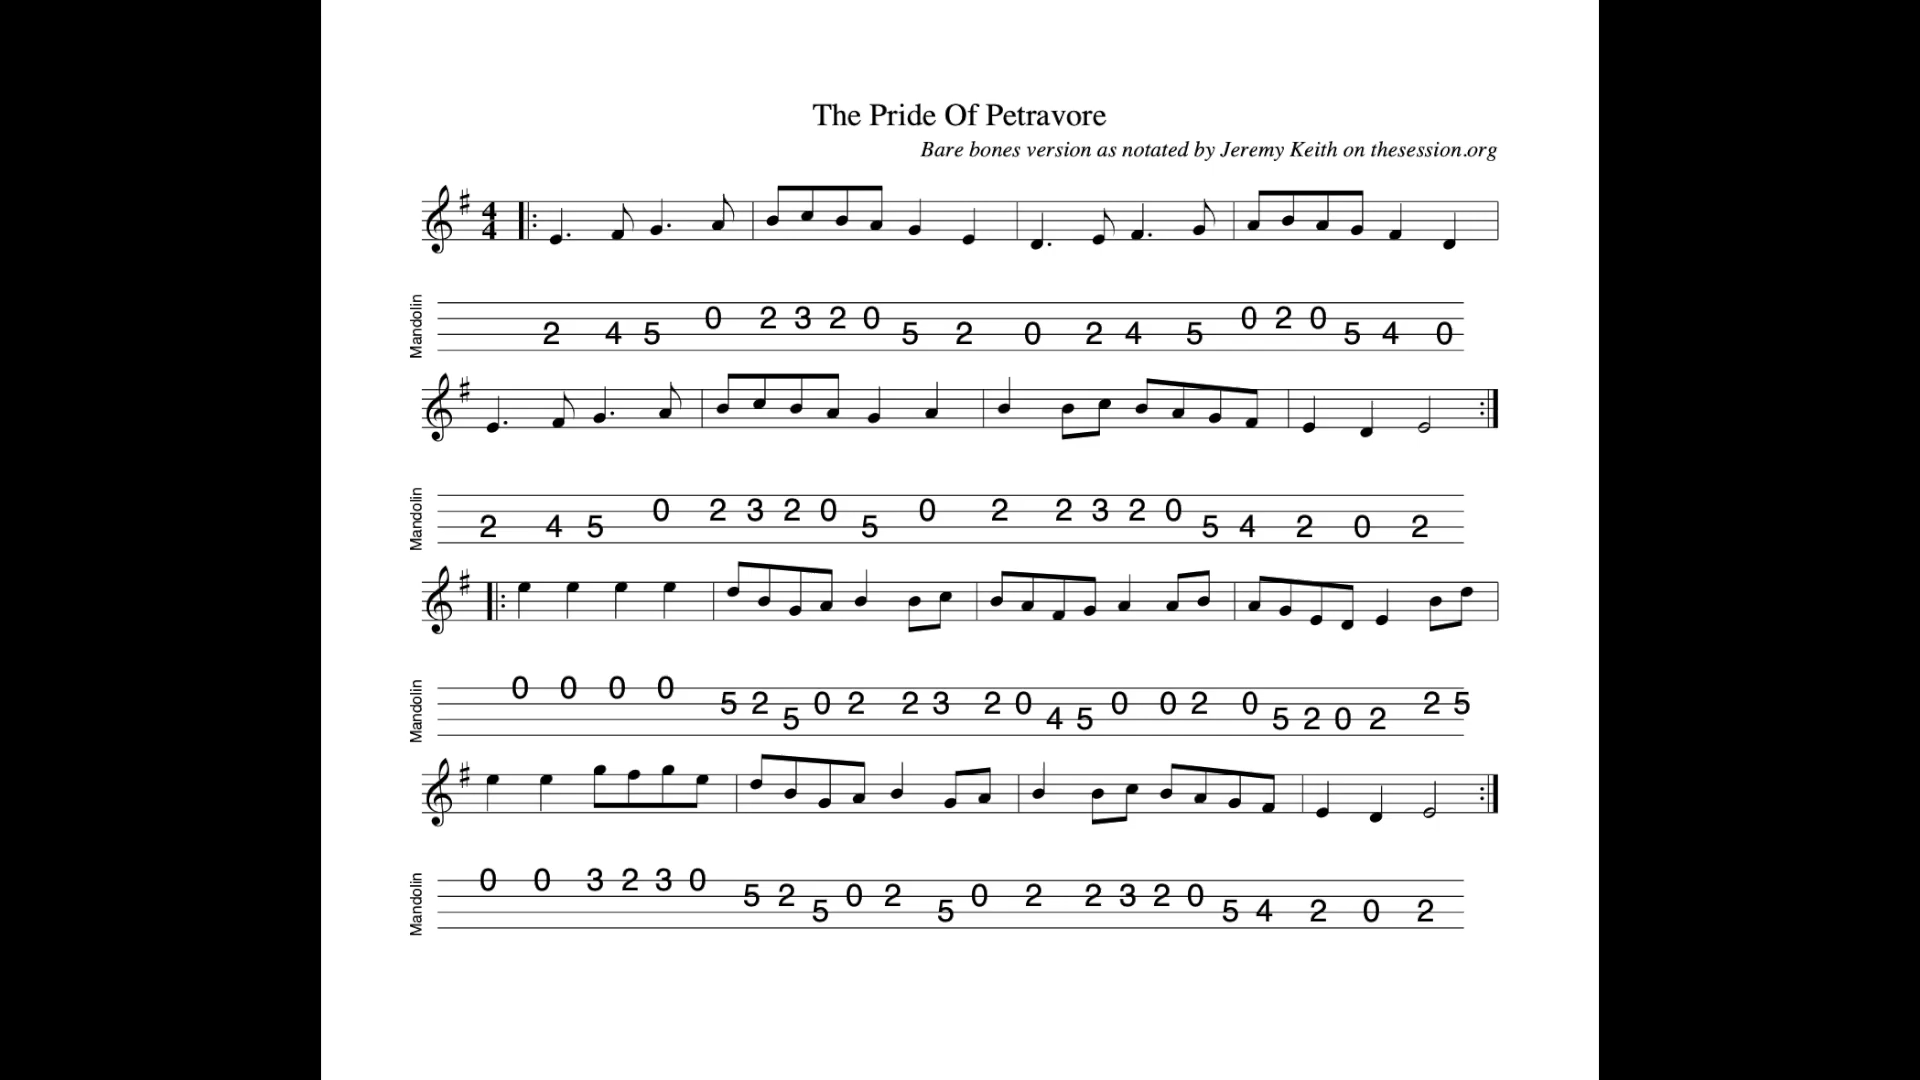 The Pride Of Petravore
Bare bones version as notated by Jeremy Keith on thesession.org
4
4
Mandolin
2 4 5 0 2 3 2 0 5 2 0 2 4 5 0 2 0 5 4 0
Mandolin
2 4 5 0 2 3 2 0 5 0 2 2 3 2 0 5 4 2 0 2
Mandolin
0 0 0 0 5 2 5 0 2 2 3 2 0 4 5 0 0 2 0 5 2 0 2 2 5
Mandolin
0 0 3 2 3 0 5 2 5 0 2 5 0 2 2 3 2 0 5 4 2 0 2